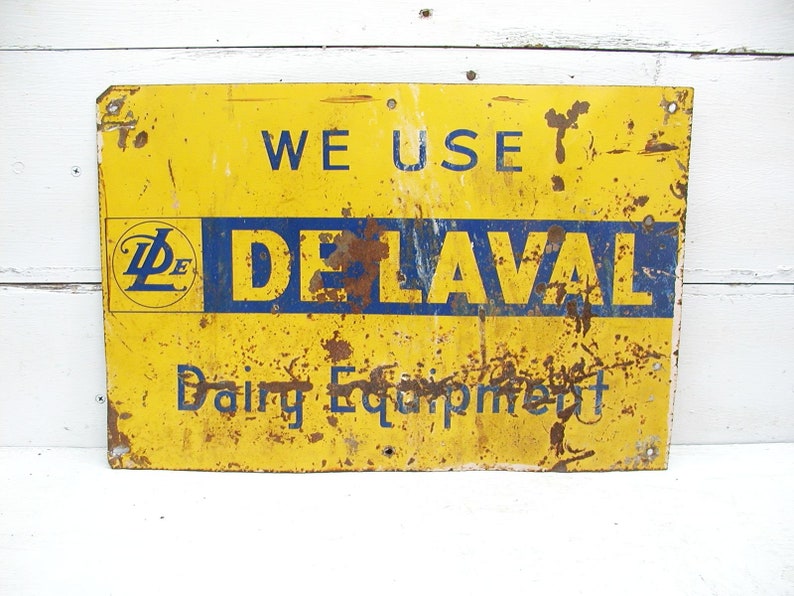 WE USE
DLE DE LAVAL
Dairy Equipment